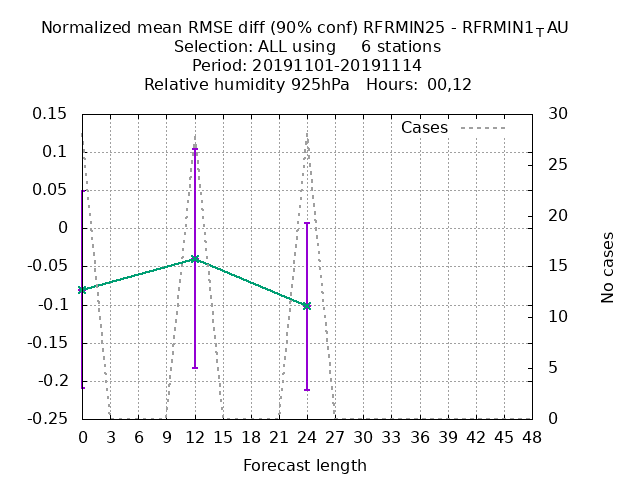 Normalized mean RMSE diff (90% conf) RFRMIN25 - RFRMIN1TAU
Selection: ALL using 6 stations
Period: 20191101-20191114
Relative humidity 925hPa Hours: 00,12
0.15
0.1
0.05
0
-0.05
-0.1
-0.15
-0.2
-0.25
Cases
30
25
20
15
10
5
0
No cases
0 3 6 9 12 15 18 21 24 27 30 33 36 39 42 45 48
Forecast length